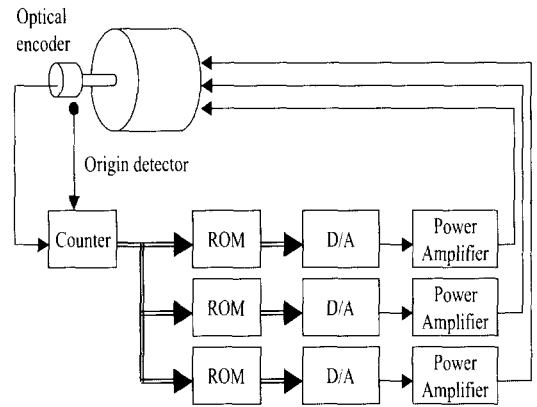 Optical
encoder
Origin detector
Counter
ROM
D/A
Power
Amplifier
ROM
D/A
Power
Amplifier
ROM
D/A
Power
Amplifier